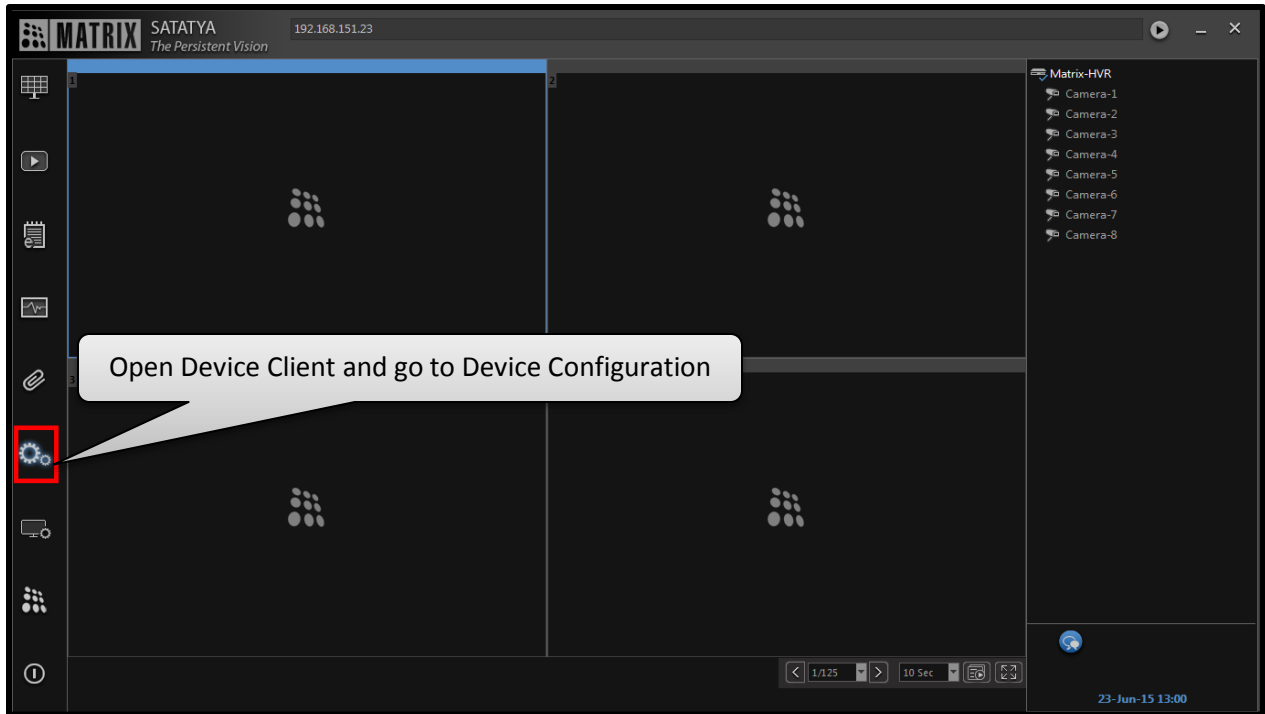 MATRIX
SATATYA
The Persistent Vision
192.168.151.23
1
2
Matrix-HVR
Camera-1
Camera-2
Camera-3
Camera-4
Camera-5
Camera-6
Camera-7
Camera-8
Open Device Client and go to Device Configuration
3
1/125
10 Sec
23-Jun-15 13:00